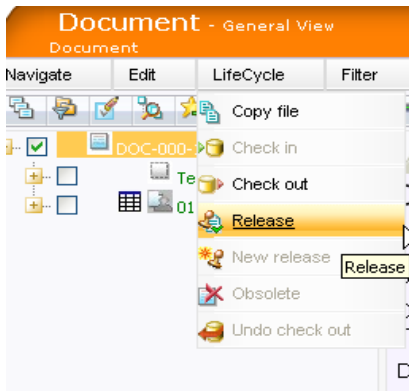 Document - General View
Document
Navigate Edit LifeCycle Filter
Copy file
DOC-000- Check in
Te Check out
01 Release
New release
Release
Obsolete
Undo check out
D